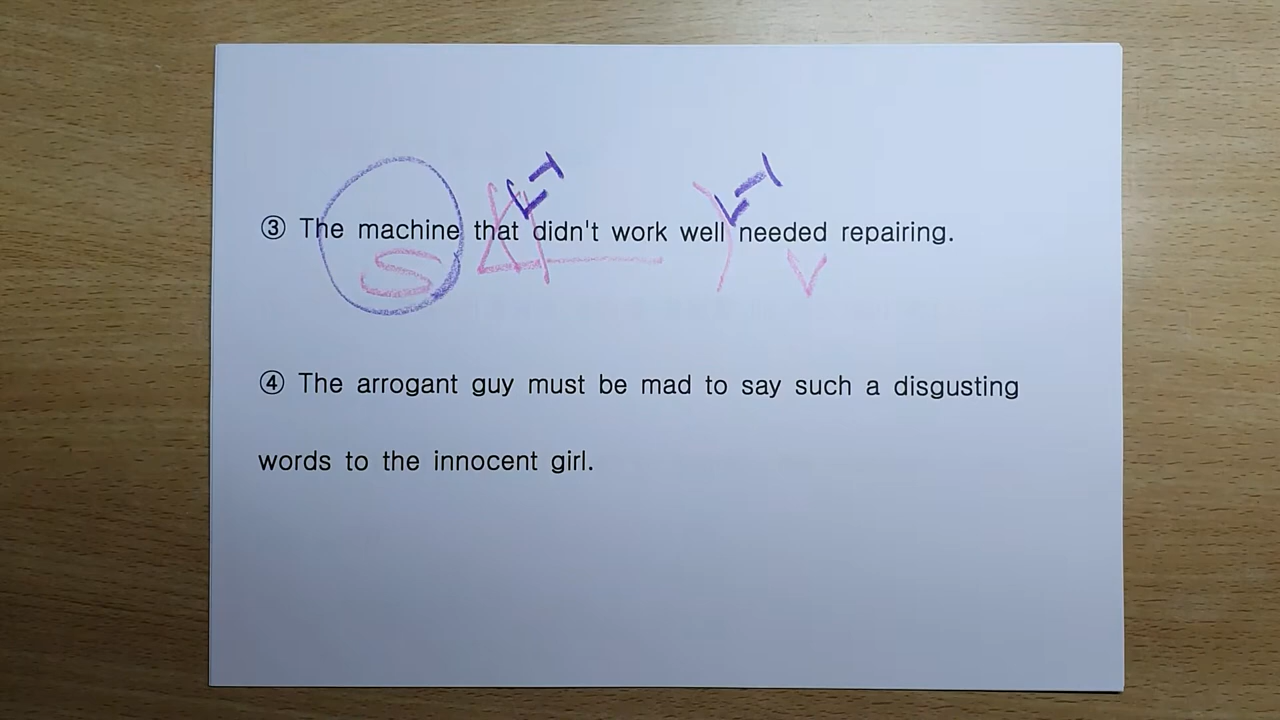 ③ The machine that didn't work well needed repairing.
S V
④ The arrogant guy must be mad to say such a disgusting
words to the innocent girl.